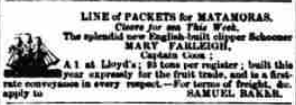 LINE of PACKETS for MATAMORAS.
Clears for sea This Week,
The splendid new English-built clipper Schooner
MARY FARLEIGH,
Captain Coon;
A 1 at Lloyd's; 93 tons per register; built this
year expressly for the fruit trade, and is a first-
rate conveyance in every respect.—For terms of freight, &c.
apply to SAMUEL BAKER.